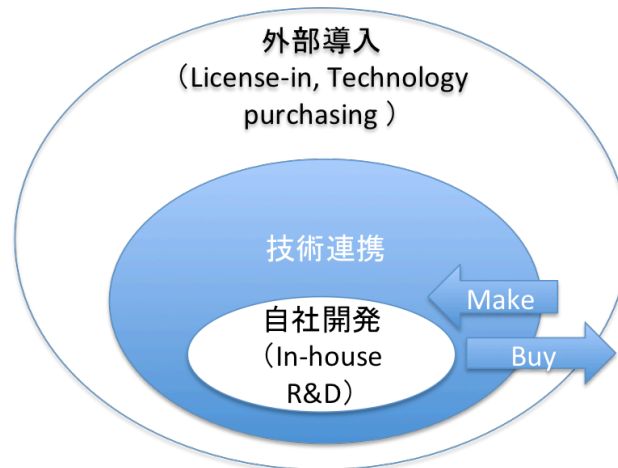 外部導入
（License-in, Technology
purchasing ）
技術連携
Make
自社開発
（In-house
R&D）
Buy